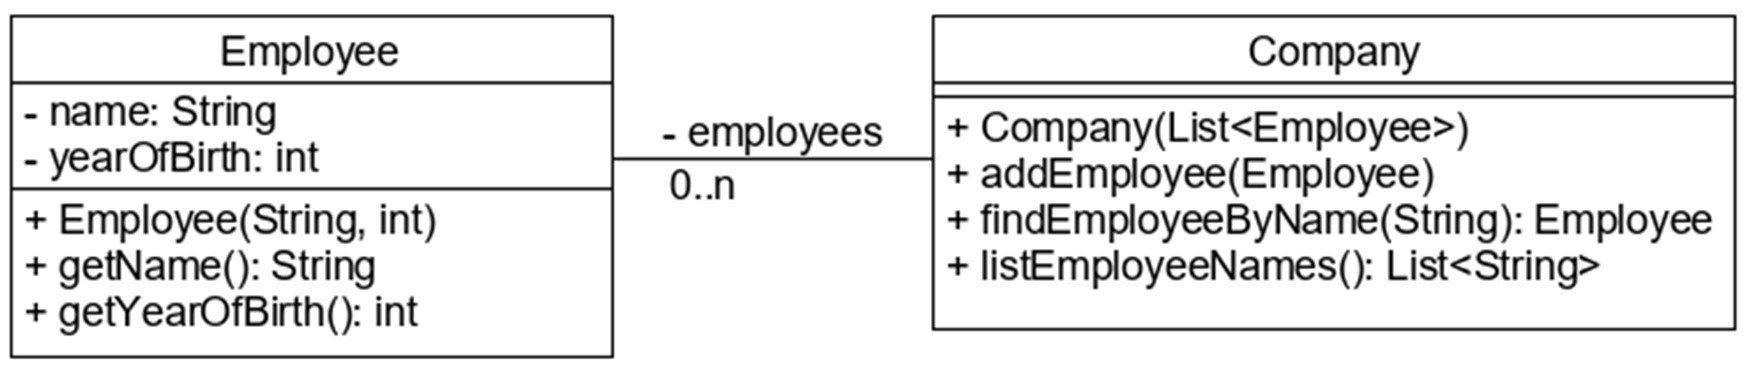 Employee
- name: String
- yearOfBirth: int
+ Employee(String, int)
+ getName(): String
+ getYearOfBirth(): int
- employees
0..n
Company
+ Company(List<Employee>)
+ addEmployee(Employee)
+ findEmployeeByName(String): Employee
+ listEmployeeNames(): List<String>